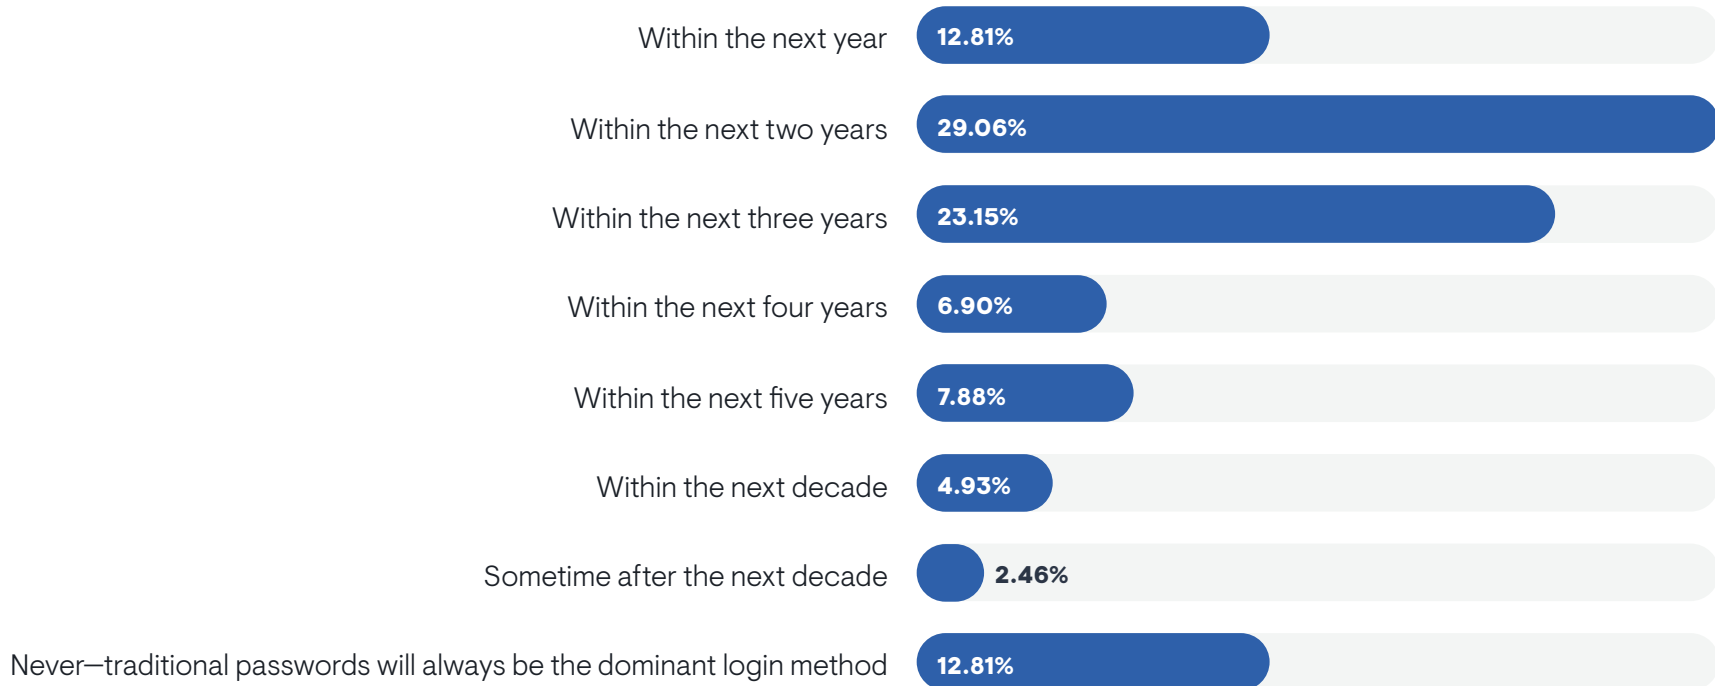 Within the next year 12.81%
Within the next two years 29.06%
Within the next three years 23.15%
Within the next four years 6.90%
Within the next five years 7.88%
Within the next decade 4.93%
Sometime after the next decade 2.46%
Never—traditional passwords will always be the dominant login method 12.81%